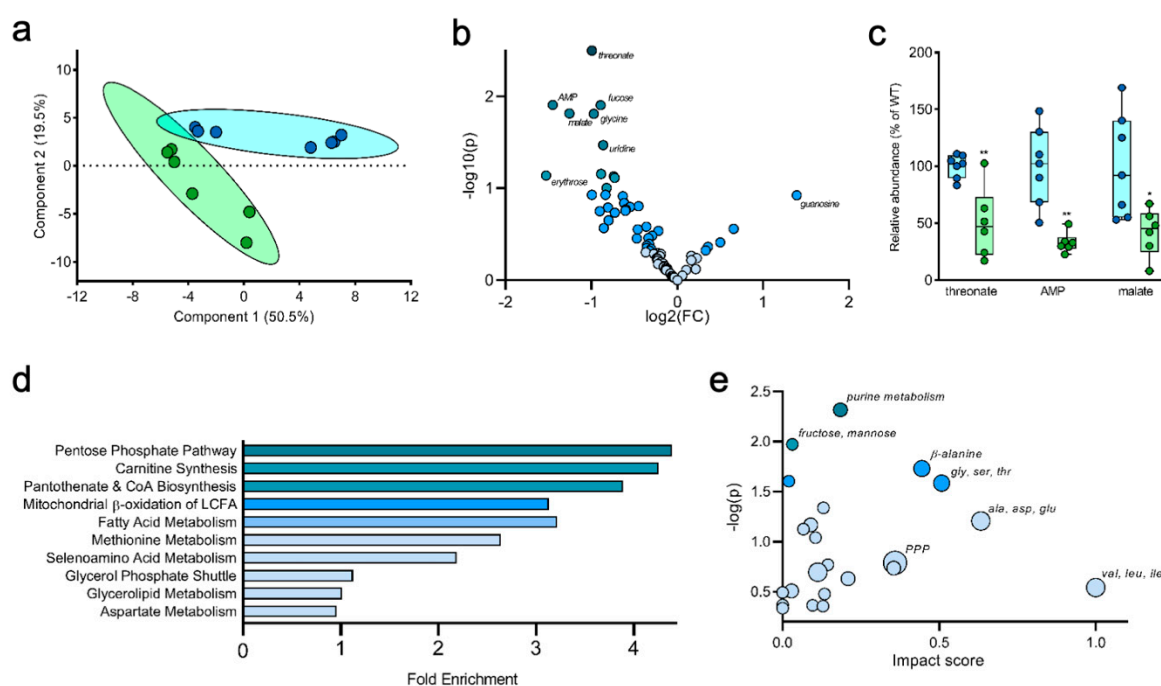 a
Component 2 (19.5%)
10
5
0
-5
-10
-12
-8
-4
0
4
8
12
Component 1 (50.5%)
b
-log10(p)
2
1
0
-2
-1
0
1
2
log2(FC)
threonate
AMP
fucose
malate
glycine
uridine
erythrose
guanosine
c
Relative abundance (% of WT)
200
150
100
50
0
**
**
*
threonate
AMP
malate
d
Pentose Phosphate Pathway
Carnitine Synthesis
Pantothenate & CoA Biosynthesis
Mitochondrial β-oxidation of LCFA
Fatty Acid Metabolism
Methionine Metabolism
Selenoamino Acid Metabolism
Glycerol Phosphate Shuttle
Glycerolipid Metabolism
Aspartate Metabolism
0
1
2
3
4
Fold Enrichment
e
-log(p)
2.5
2.0
1.5
1.0
0.5
0.0
0.5
1.0
Impact score
purine metabolism
fructose, mannose
β-alanine
gly, ser, thr
ala, asp, glu
PPP
val, leu, ile